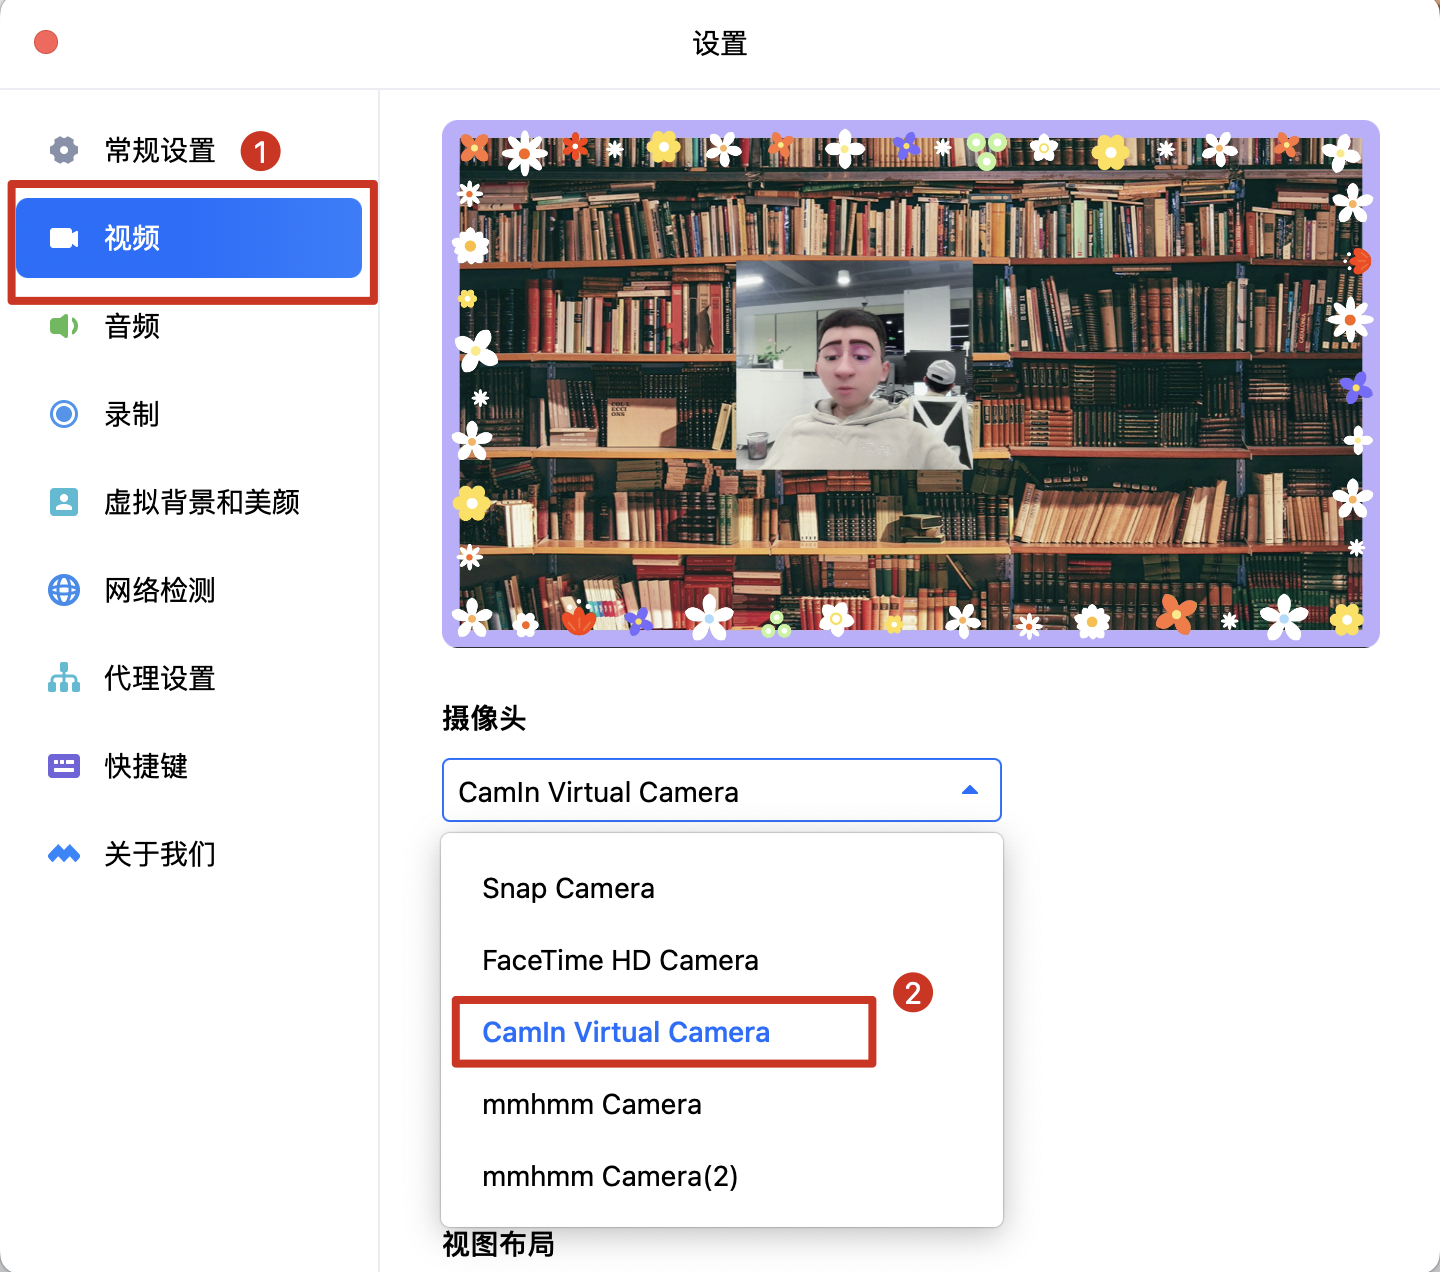 设置
常规设置
1
视频
音频
录制
虚拟背景和美颜
网络检测
代理设置
快捷键
关于我们
COL-L
ECCI
ONS
摄像头
CamIn Virtual Camera
Snap Camera
FaceTime HD Camera
2
CamIn Virtual Camera
mmhmm Camera
mmhmm Camera(2)
视图布局